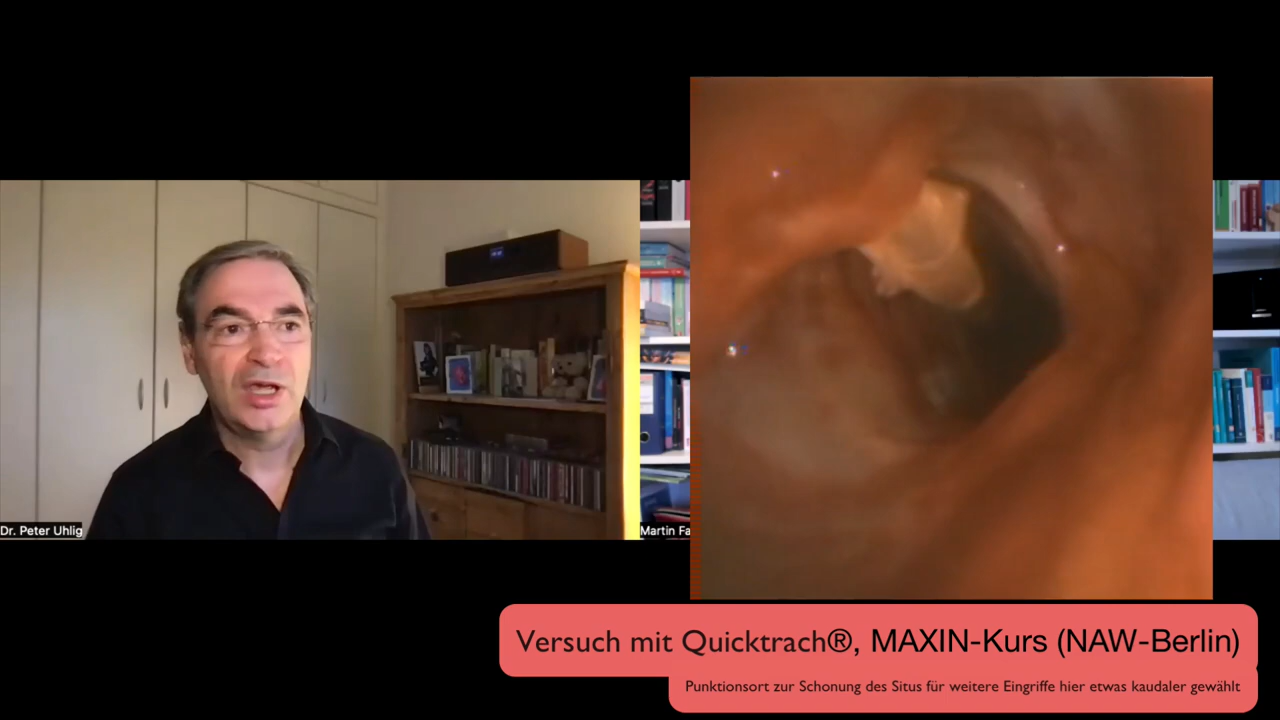 Dr. Peter Uhlig
Martin
Versuch mit Quicktrach®, MAXIN-Kurs (NAW-Berlin)
Punktionsort zur Schonung des Situs für weitere Eingriffe hier etwas kaudaler gewählt